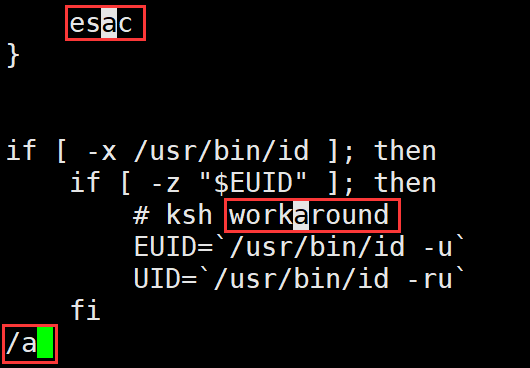 esac
}
if [ -x /usr/bin/id ]; then
if [ -z "$EUID" ]; then
# ksh workaround
EUID=`/usr/bin/id -u`
UID=`/usr/bin/id -ru`
fi
/a